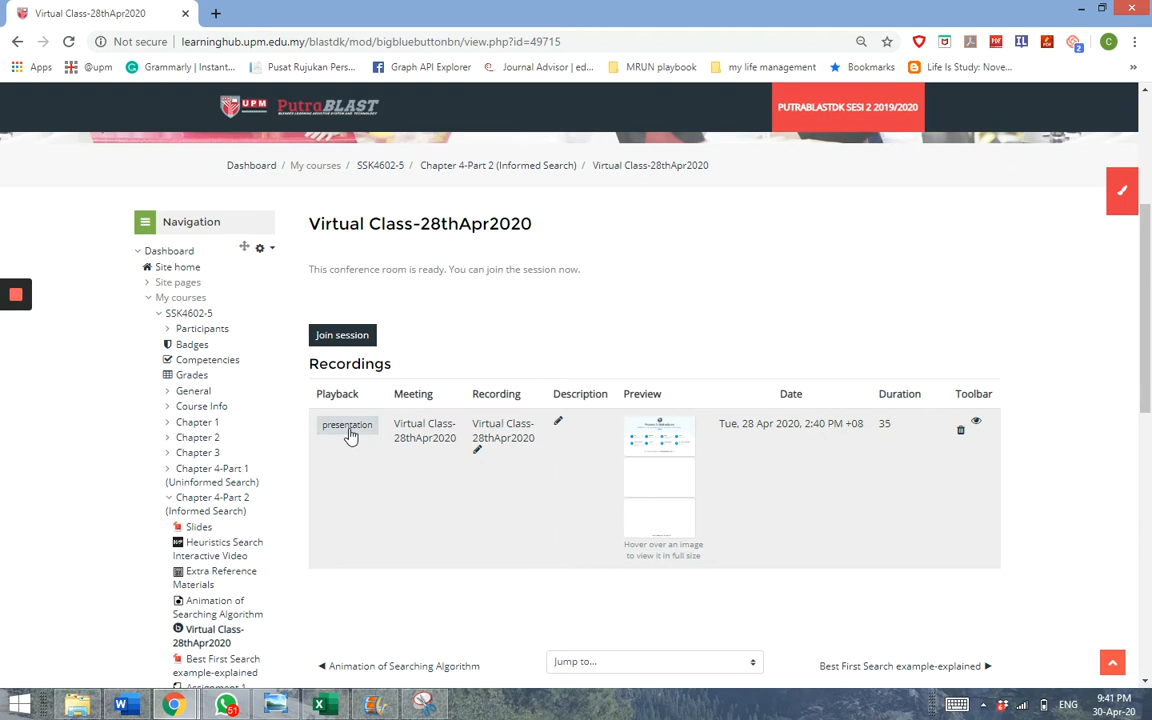 Virtual Class-28thApr2020
Not secure
learninghub.upm.edu.my/blastdk/mod/bigbluebuttonbn/view.php?id=49715
Apps
@upm
Grammarly | Instant...
Pusat Rujukan Pers...
Graph API Explorer
Journal Advisor | ed...
MRUN playbook
my life management
Bookmarks
Life Is Study: Nove...
»
UPM
PutraBLAST
PUTRABLASTDK SESI 2 2019/2020
Dashboard / My courses / SSK4602-5 / Chapter 4-Part 2 (Informed Search) / Virtual Class-28thApr2020
Navigation
Dashboard
Site home
Site pages
My courses
SSK4602-5
Participants
Badges
Competencies
Grades
General
Course Info
Chapter 1
Chapter 2
Chapter 3
Chapter 4-Part 1
(Uninformed Search)
Chapter 4-Part 2
(Informed Search)
Slides
Heuristics Search
Interactive Video
Extra Reference
Materials
Animation of
Searching Algorithm
Virtual Class-
28thApr2020
Best First Search
example-explained
Assignment 1
Virtual Class-28thApr2020
This conference room is ready. You can join the session now.
Join session
Recordings
Playback Meeting Recording Description Preview Date Duration Toolbar
presentation
Virtual Class-
28thApr2020
Virtual Class-
28thApr2020
Hover over an image
to view it in full size
Tue, 28 Apr 2020, 2:40 PM +08
35
◀ Animation of Searching Algorithm
Jump to...
Best First Search example-explained ▶
51
ENG
9:41 PM
30-Apr-20
C
2